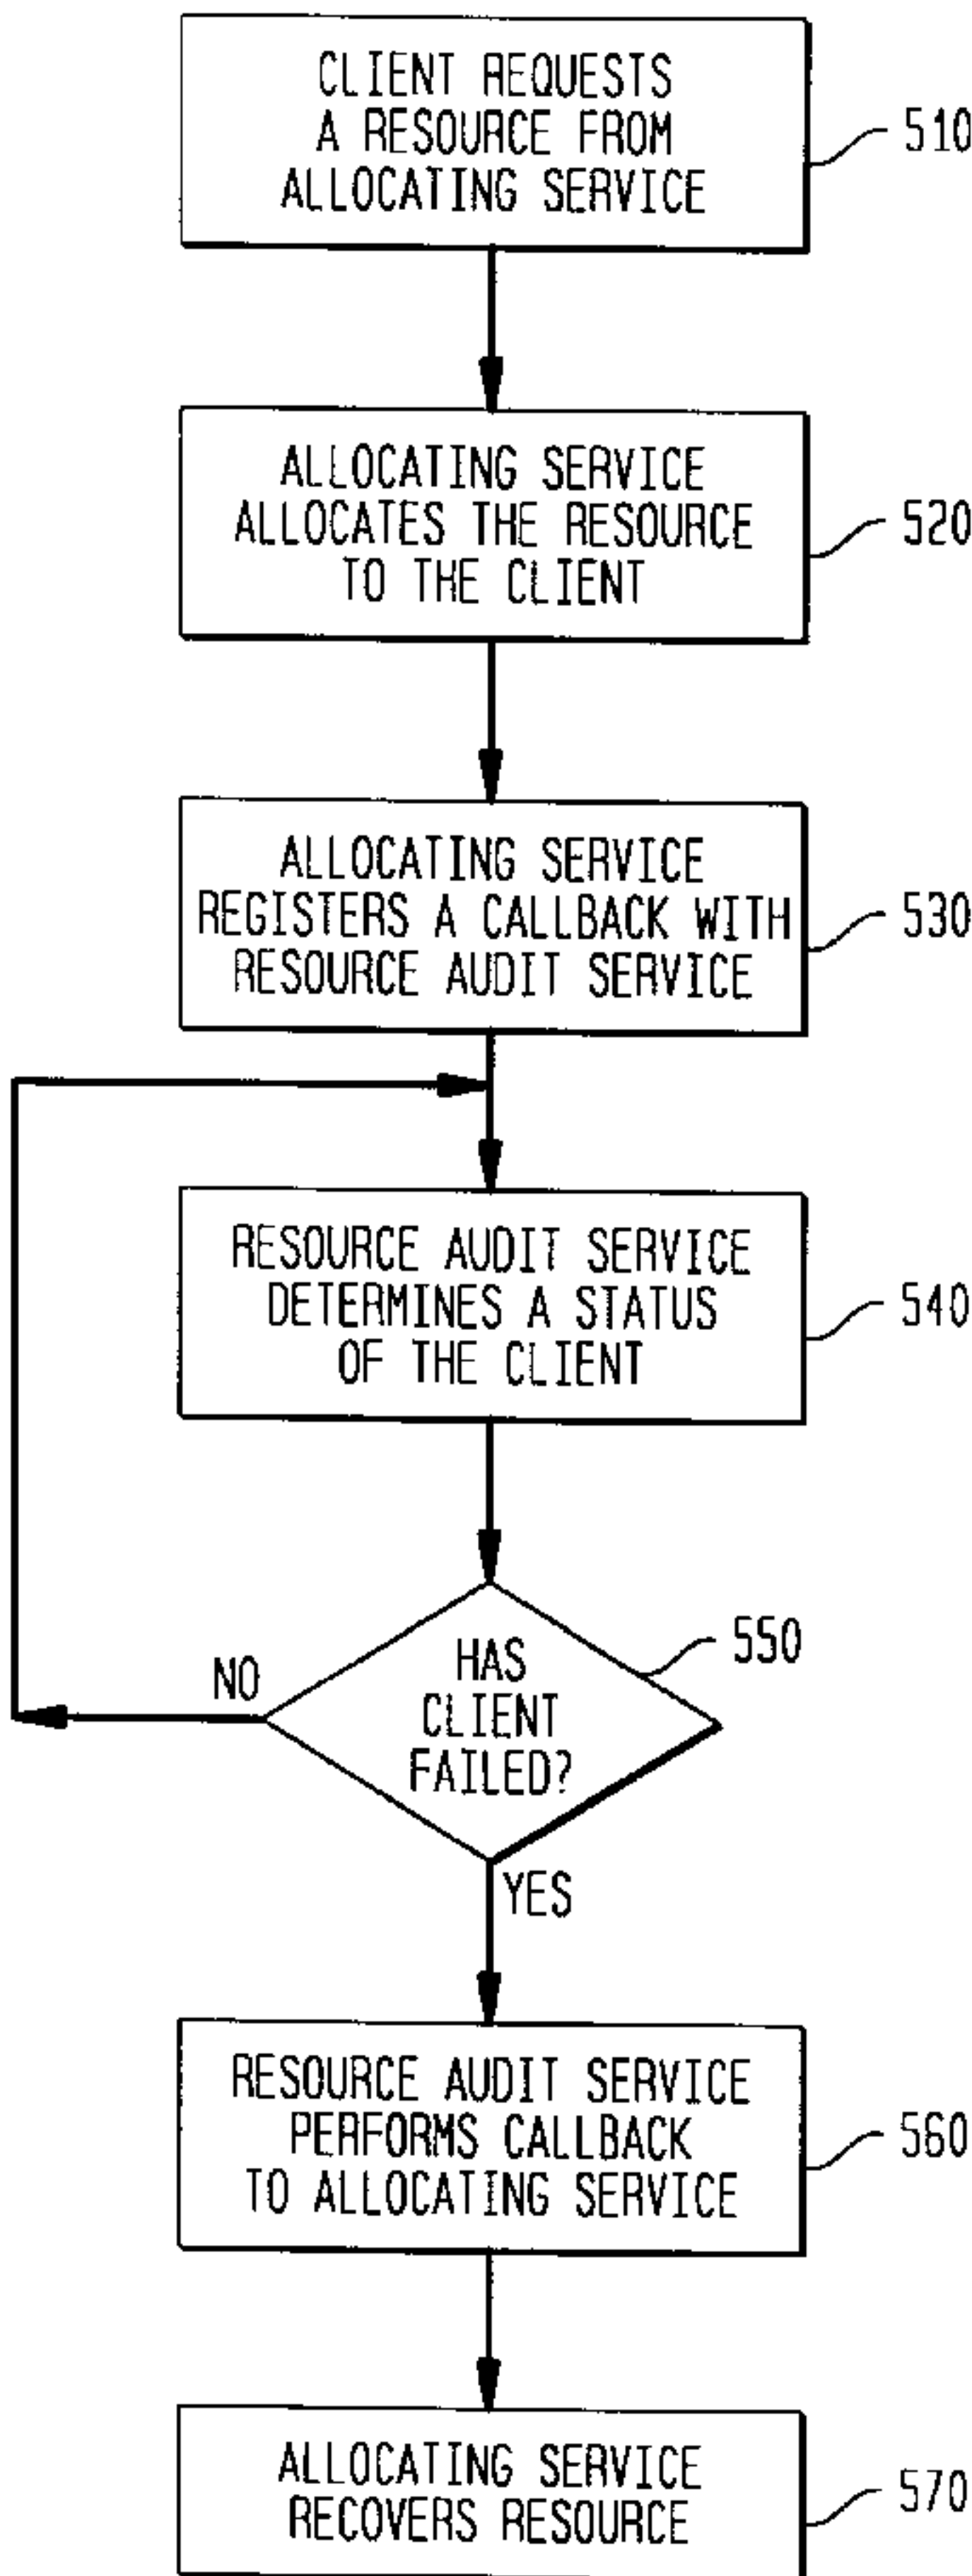 CLIENT REQUESTS
A RESOURCE FROM
ALLOCATING SERVICE
510
ALLOCATING SERVICE
ALLOCATES THE RESOURCE
TO THE CLIENT
520
ALLOCATING SERVICE
REGISTERS A CALLBACK WITH
RESOURCE AUDIT SERVICE
530
RESOURCE AUDIT SERVICE
DETERMINES A STATUS
OF THE CLIENT
540
HAS
CLIENT
FAILED?
550
NO
YES
RESOURCE AUDIT SERVICE
PERFORMS CALLBACK
TO ALLOCATING SERVICE
560
ALLOCATING SERVICE
RECOVERS RESOURCE
570